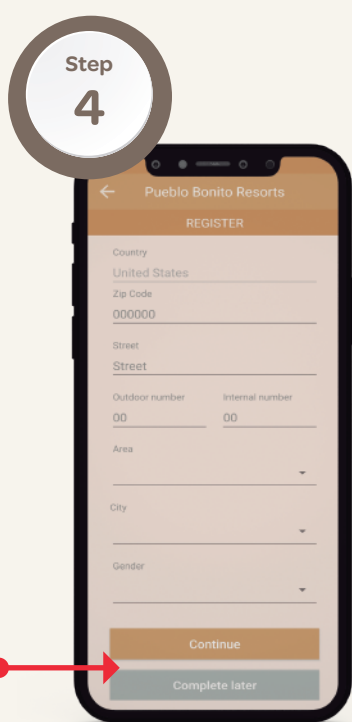 Step
4
Pueblo Bonito Resorts
REGISTER
Country
United States
Zip Code
000000
Street
Street
Outdoor number Internal number
00 00
Area
City
Gender
Continue
Complete later